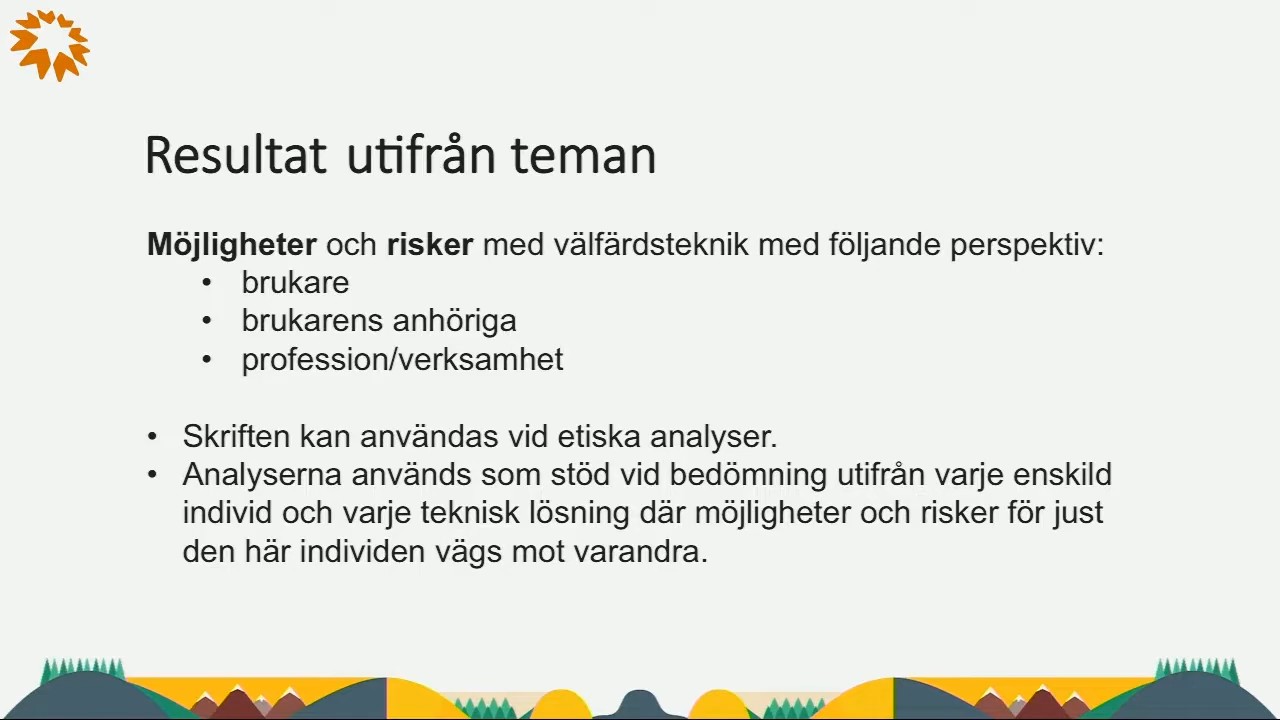 Resultat utifrån teman
Möjligheter och risker med välfärdsteknik med följande perspektiv:
• brukare
• brukarens anhöriga
• profession/verksamhet
• Skriften kan användas vid etiska analyser.
• Analyserna används som stöd vid bedömning utifrån varje enskild
individ och varje teknisk lösning där möjligheter och risker för just
den här individen vägs mot varandra.